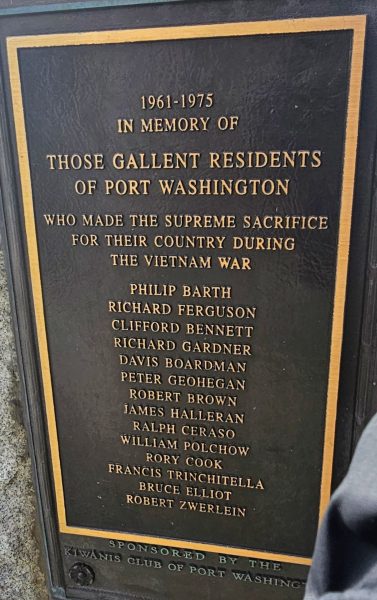 1961-1975
IN MEMORY OF
THOSE GALLENT RESIDENTS
OF PORT WASHINGTON
WHO MADE THE SUPREME SACRIFICE
FOR THEIR COUNTRY DURING
THE VIETNAM WAR
PHILIP BARTH
RICHARD FERGUSON
CLIFFORD BENNETT
RICHARD GARDNER
DAVIS BOARDMAN
PETER GEOHEGAN
ROBERT BROWN
JAMES HALLERAN
RALPH CERASO
WILLIAM POLCHOW
RORY COOK
FRANCIS TRINCHITELLA
BRUCE ELLIOT
ROBERT ZWERLEIN
SPONSORED BY THE
KIWANIS CLUB OF PORT WASHINGT